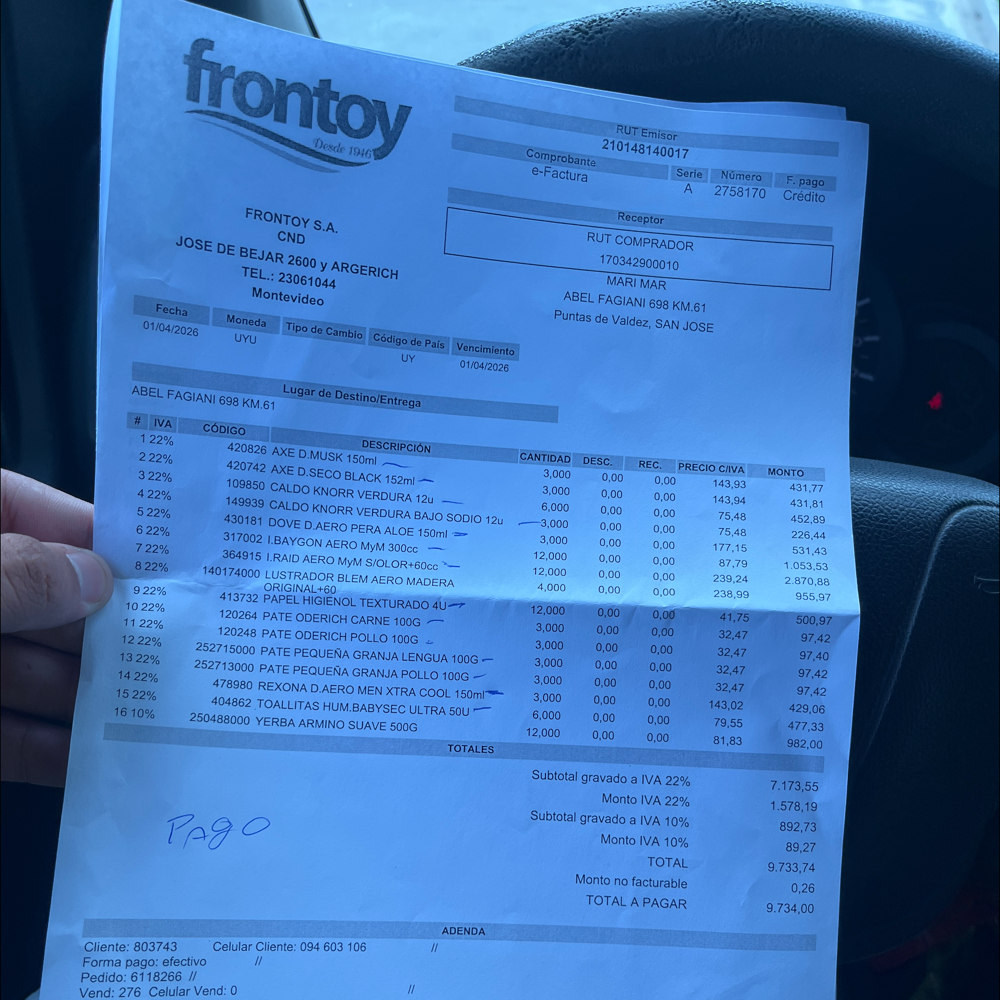 frontoy
Desde 1946
RUT Emisor
210148140017
Comprobante Serie Número F. pago
e-Factura A 2758170 Crédito
Receptor
RUT COMPRADOR
170342900010
MARI MAR
ABEL FAGIANI 698 KM.61
Puntas de Valdez, SAN JOSE
FRONTOY S.A.
CND
JOSE DE BEJAR 2600 y ARGERICH
TEL.: 23061044
Montevideo
Fecha Moneda Tipo de Cambio Código de País Vencimiento
01/04/2026 UYU UY 01/04/2026
Lugar de Destino/Entrega
ABEL FAGIANI 698 KM.61
# IVA CÓDIGO DESCRIPCIÓN CANTIDAD DESC. REC. PRECIO C/IVA MONTO
1 22% 420826 AXE D.MUSK 150ml 3,000 0,00 0,00 143,93 431,77
2 22% 420742 AXE D.SECO BLACK 152ml 3,000 0,00 0,00 143,94 431,81
3 22% 109850 CALDO KNORR VERDURA 12u 6,000 0,00 0,00 75,48 452,89
4 22% 149939 CALDO KNORR VERDURA BAJO SODIO 12u 3,000 0,00 0,00 75,48 226,44
5 22% 430181 DOVE D.AERO PERA ALOE 150ml 3,000 0,00 0,00 177,15 531,43
6 22% 317002 I.BAYGON AERO MyM 300cc 12,000 0,00 0,00 87,79 1.053,53
7 22% 364915 I.RAID AERO MyM S/OLOR+60cc 12,000 0,00 0,00 239,24 2.870,88
8 22% 140174000 LUSTRADOR BLEM AERO MADERA 4,000 0,00 0,00 238,99 955,97
ORIGINAL+60
9 22% 413732 PAPEL HIGIENOL TEXTURADO 4U 12,000 0,00 0,00 41,75 500,97
10 22% 120264 PATE ODERICH CARNE 100G 3,000 0,00 0,00 32,47 97,42
11 22% 120248 PATE ODERICH POLLO 100G 3,000 0,00 0,00 32,47 97,40
12 22% 252715000 PATE PEQUEÑA GRANJA LENGUA 100G 3,000 0,00 0,00 32,47 97,42
13 22% 252713000 PATE PEQUEÑA GRANJA POLLO 100G 3,000 0,00 0,00 32,47 97,42
14 22% 478980 REXONA D.AERO MEN XTRA COOL 150ml 3,000 0,00 0,00 143,02 429,06
15 22% 404862 TOALLITAS HUM.BABYSEC ULTRA 50U 6,000 0,00 0,00 79,55 477,33
16 10% 250488000 YERBA ARMINO SUAVE 500G 12,000 0,00 0,00 81,83 982,00
TOTALES
Subtotal gravado a IVA 22% 7.173,55
Monto IVA 22% 1.578,19
Subtotal gravado a IVA 10% 892,73
Monto IVA 10% 89,27
TOTAL 9.733,74
Monto no facturable 0,26
TOTAL A PAGAR 9.734,00
PAgO
ADENDA
Cliente: 803743 Celular Cliente: 094 603 106 //
Forma pago: efectivo //
Pedido: 6118266 //
Vend: 276 Celular Vend: 0 //